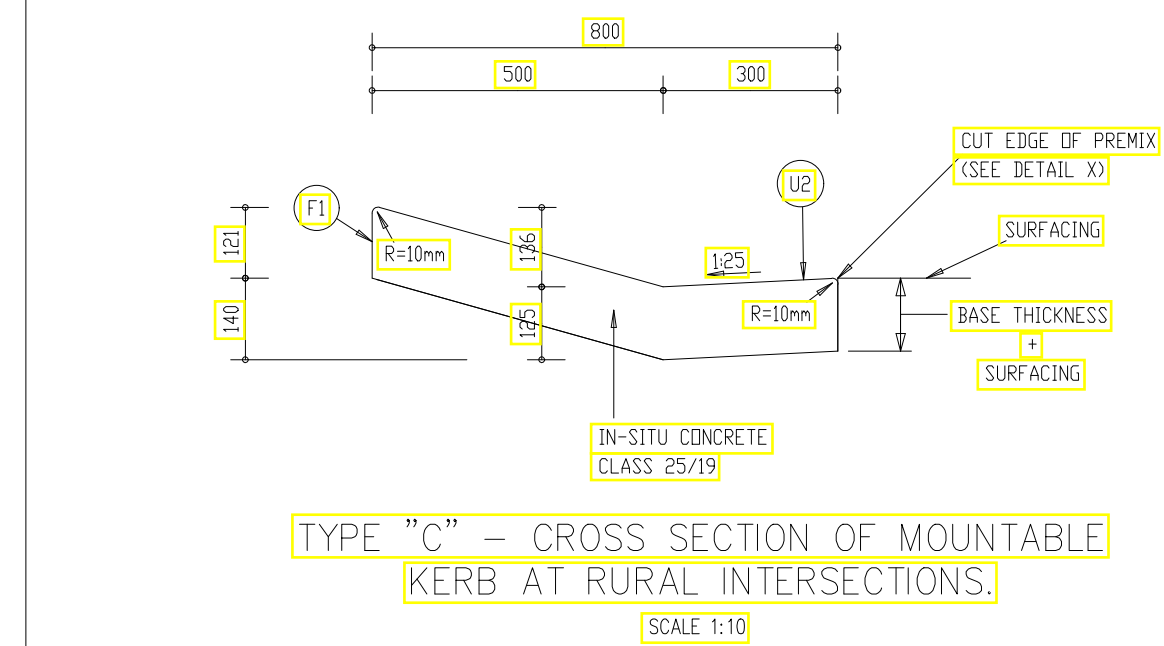 800
500
300
CUT EDGE OF PREMIX
(SEE DETAIL X)
U2
F1
SURFACING
121
R=10mm
136
1:25
140
125
R=10mm
BASE THICKNESS
+
SURFACING
IN-SITU CONCRETE
CLASS 25/19
TYPE "C" – CROSS SECTION OF MOUNTABLE
KERB AT RURAL INTERSECTIONS.
SCALE 1:10